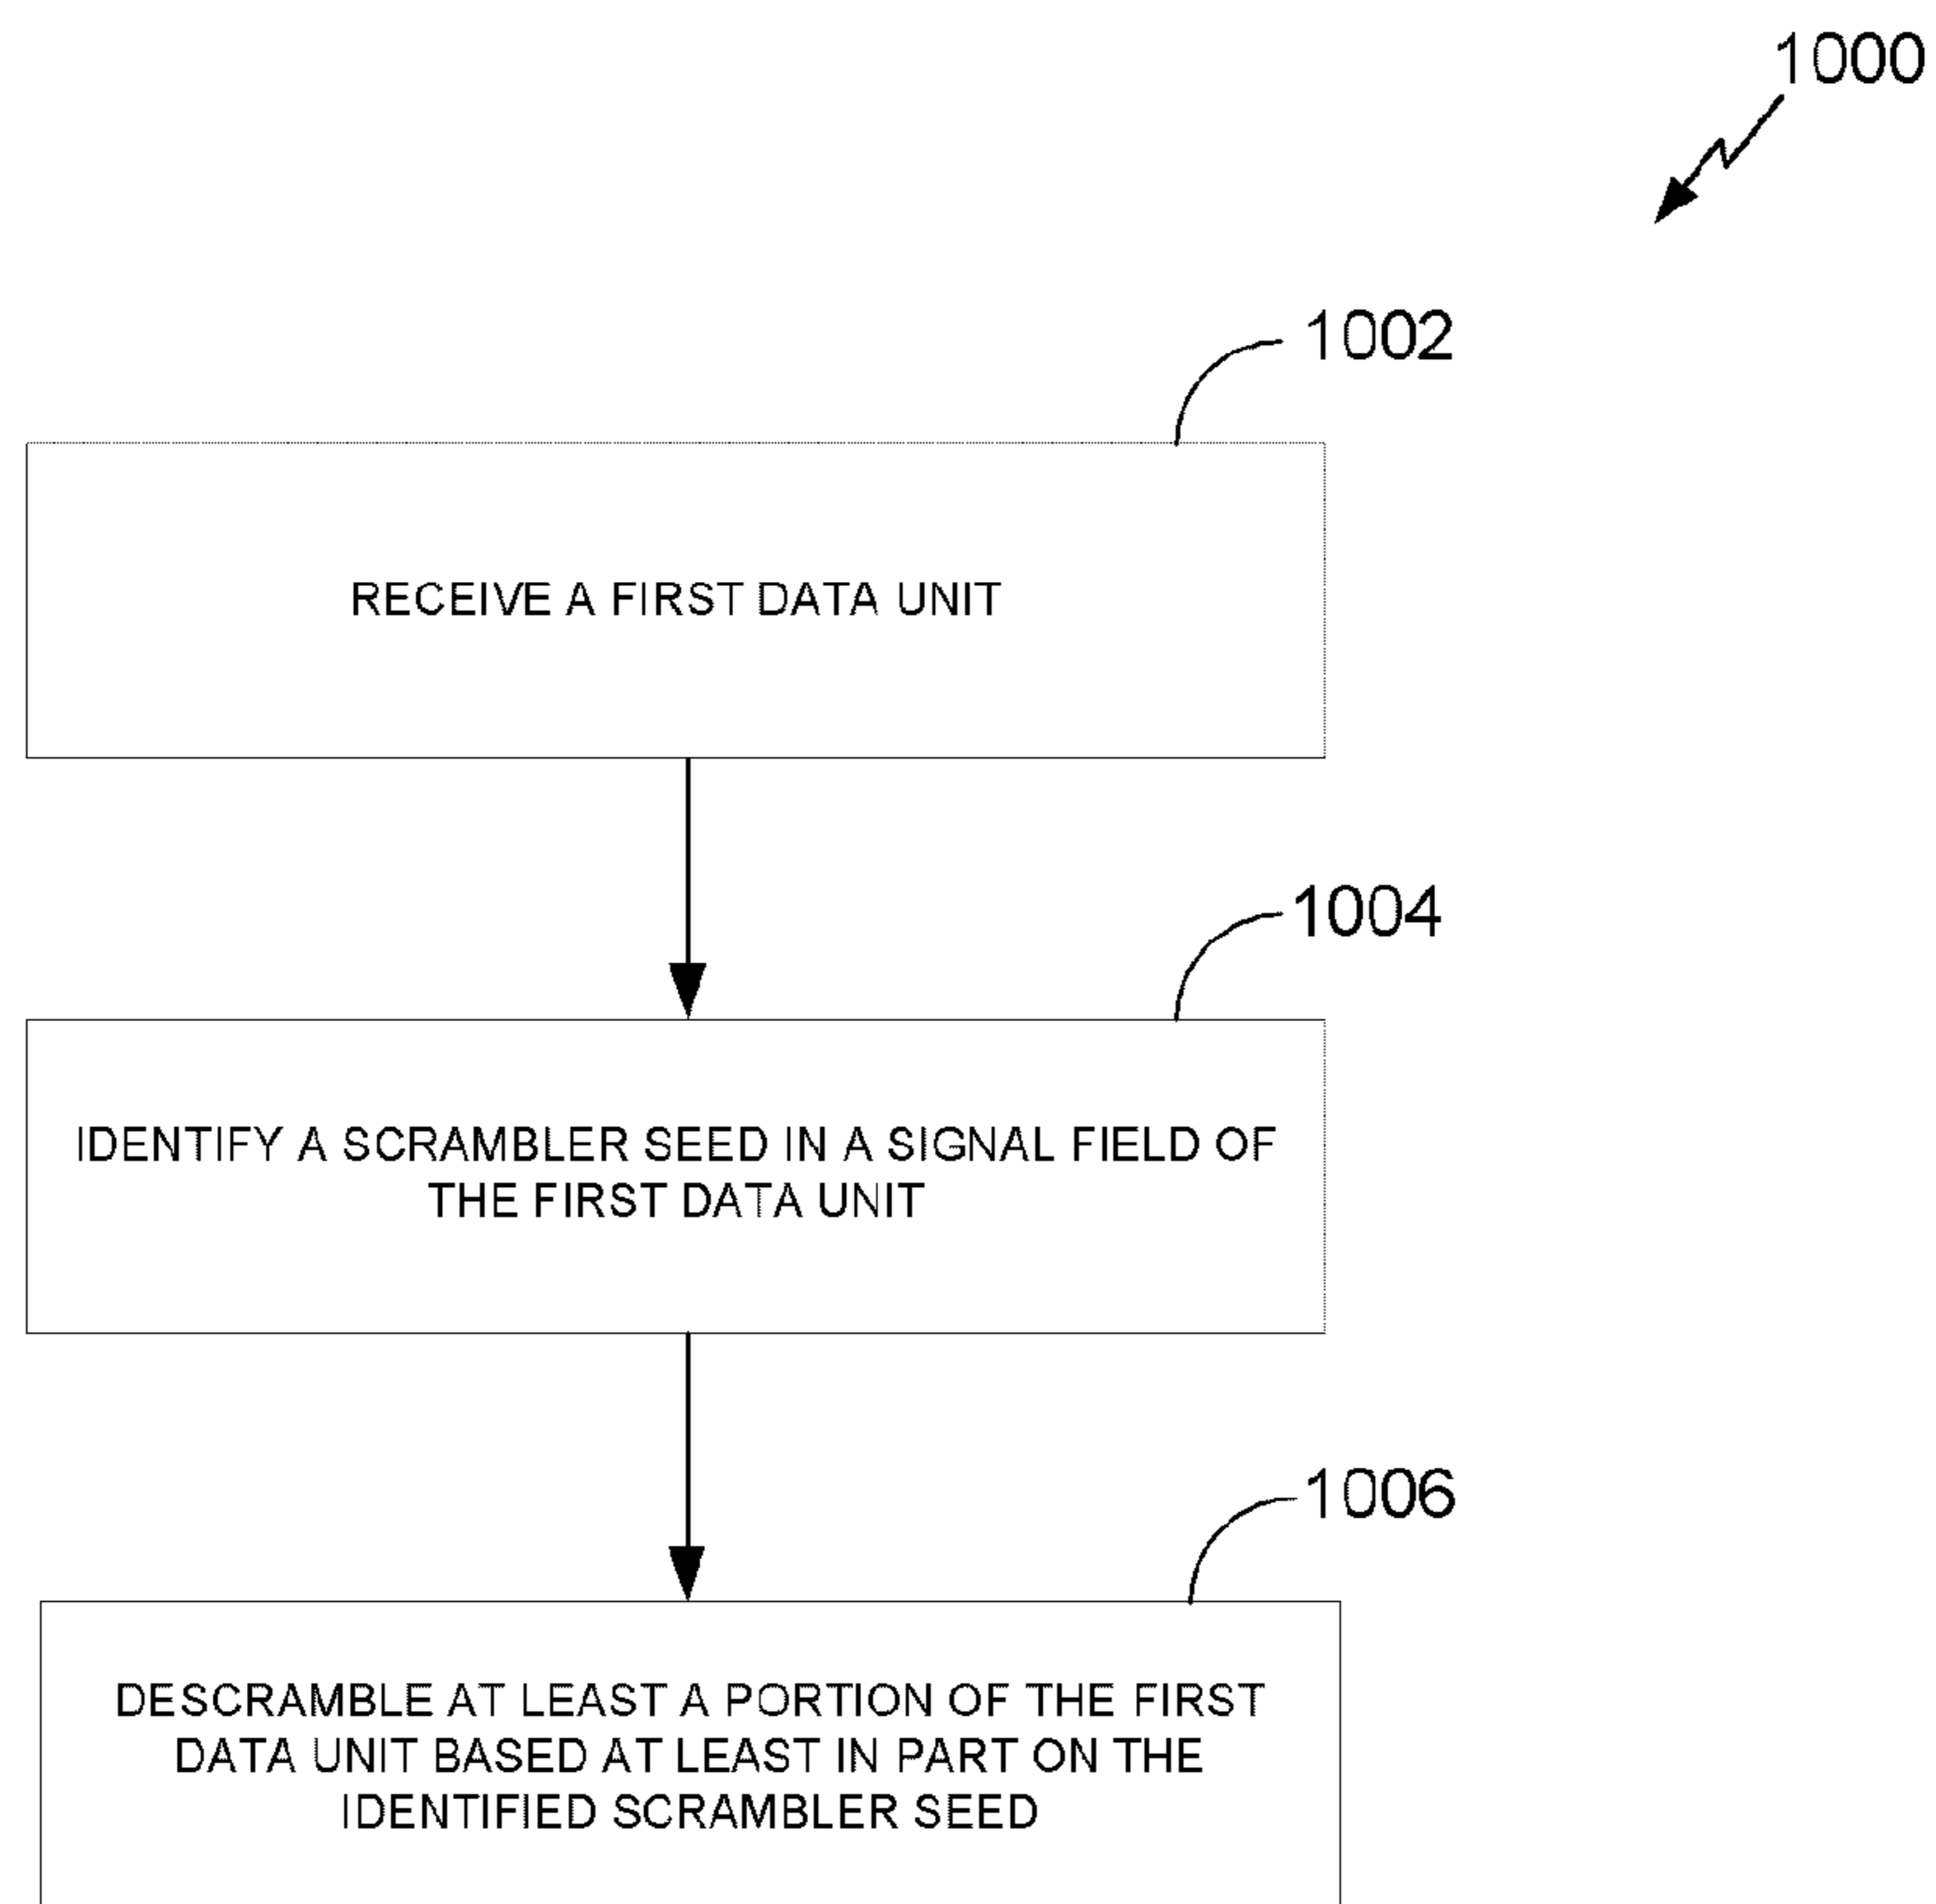 1000
1002
RECEIVE A FIRST DATA UNIT
1004
IDENTIFY A SCRAMBLER SEED IN A SIGNAL FIELD OF
THE FIRST DATA UNIT
1006
DESCRAMBLE AT LEAST A PORTION OF THE FIRST
DATA UNIT BASED AT LEAST IN PART ON THE
IDENTIFIED SCRAMBLER SEED